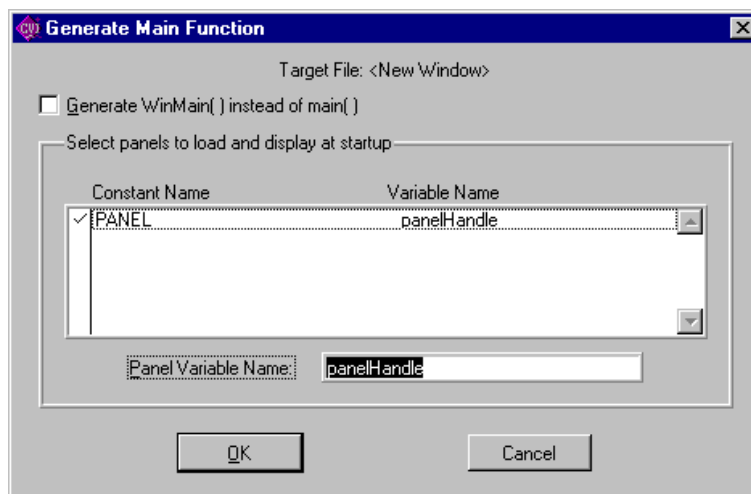 CVI Generate Main Function
Target File: <New Window>
Generate WinMain( ) instead of main( )
Select panels to load and display at startup
Constant Name Variable Name
PANEL panelHandle
Panel Variable Name: panelHandle
OK Cancel